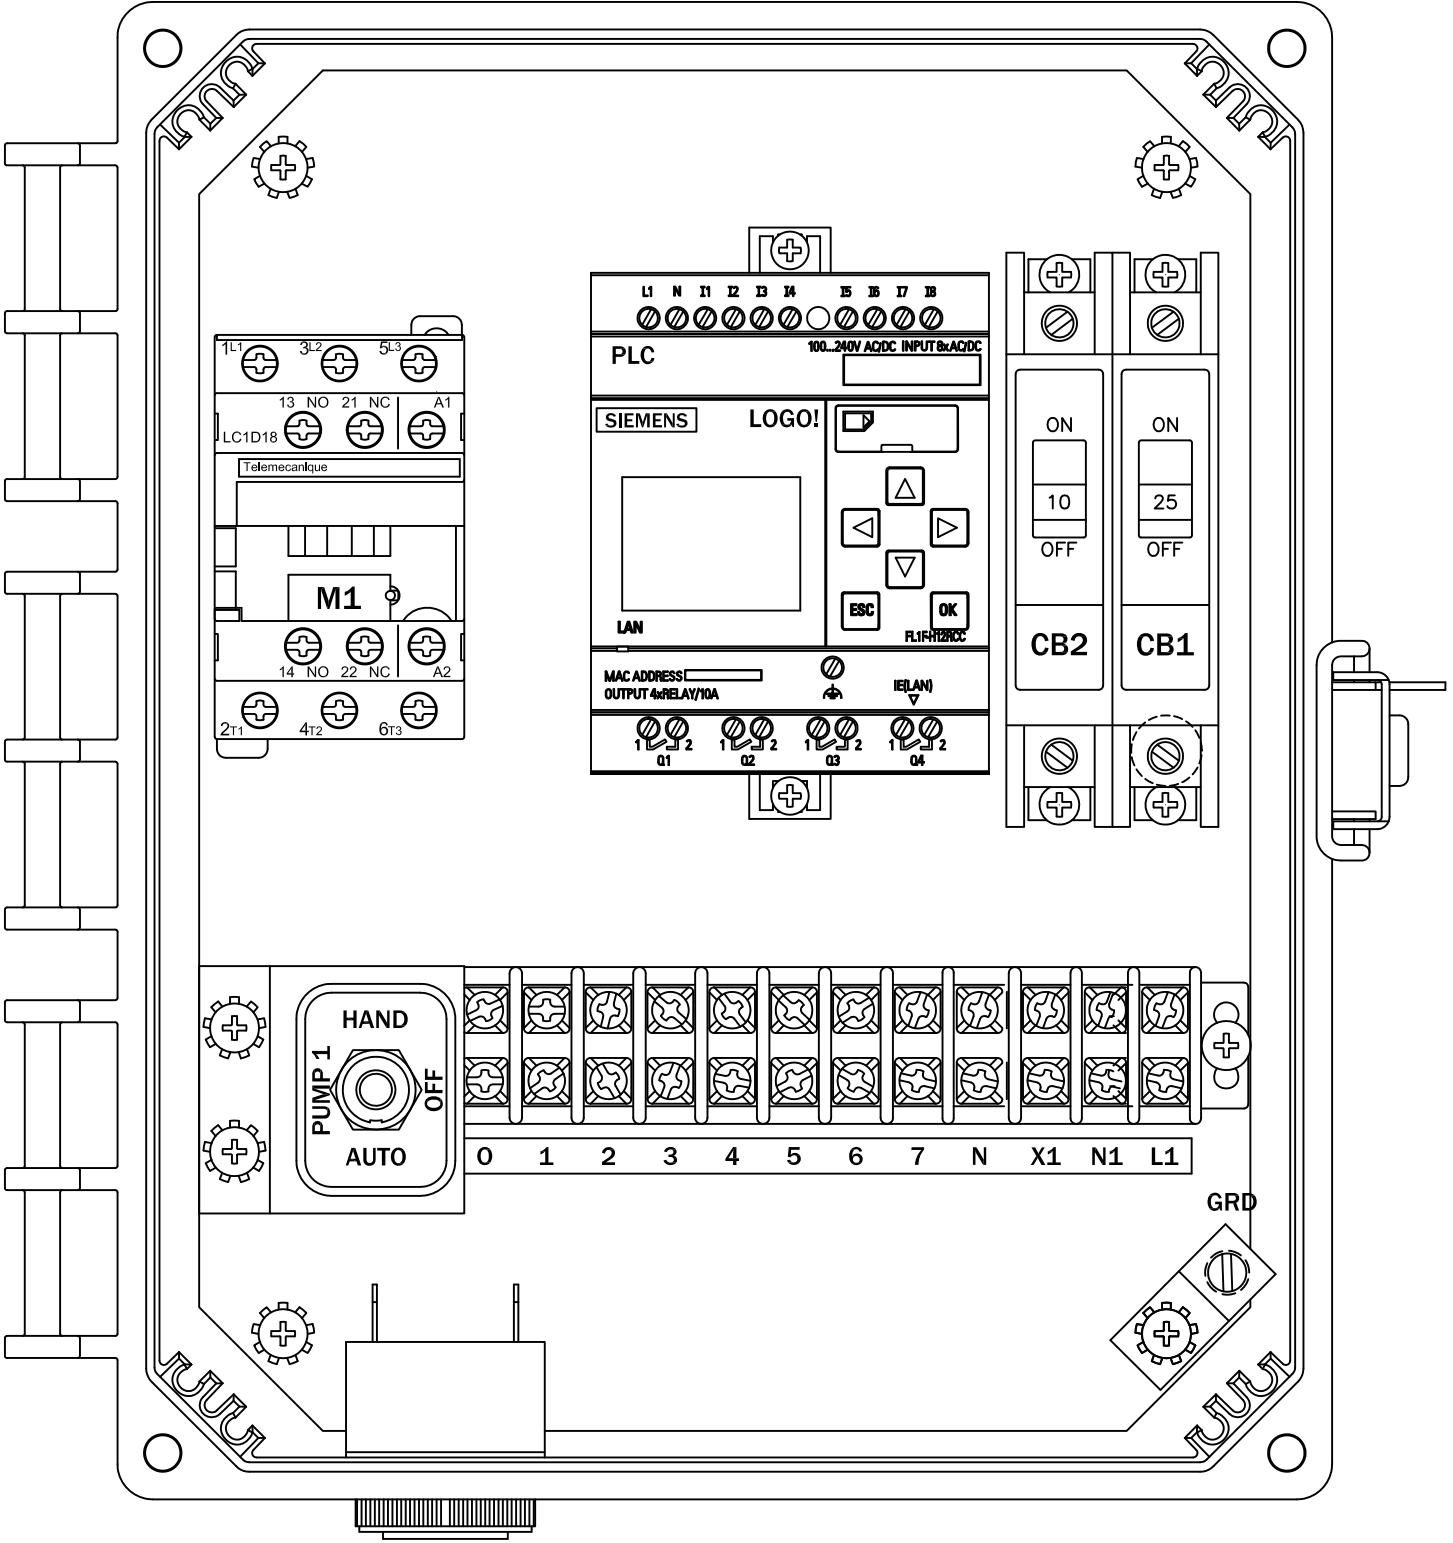 L1 N I1 I2 I3 I4 I5 I6 I7 I8
PLC
100...240V AC/DC INPUT 8xAC/DC
SIEMENS
LOGO!
ESC
OK
LAN
FL1F-H12RCC
MAC ADDRESS
OUTPUT 4xRELAY/10A
IE(LAN)
1 2 1 2 1 2 1 2
Q1 Q2 Q3 Q4
1L1 3L2 5L3
13 NO 21 NC A1
LC1D18
Telemecanique
M1
14 NO 22 NC A2
2T1 4T2 6T3
ON
10
OFF
CB2
ON
25
OFF
CB1
HAND
PUMP 1
OFF
AUTO
0 1 2 3 4 5 6 7 N X1 N1 L1
GRD